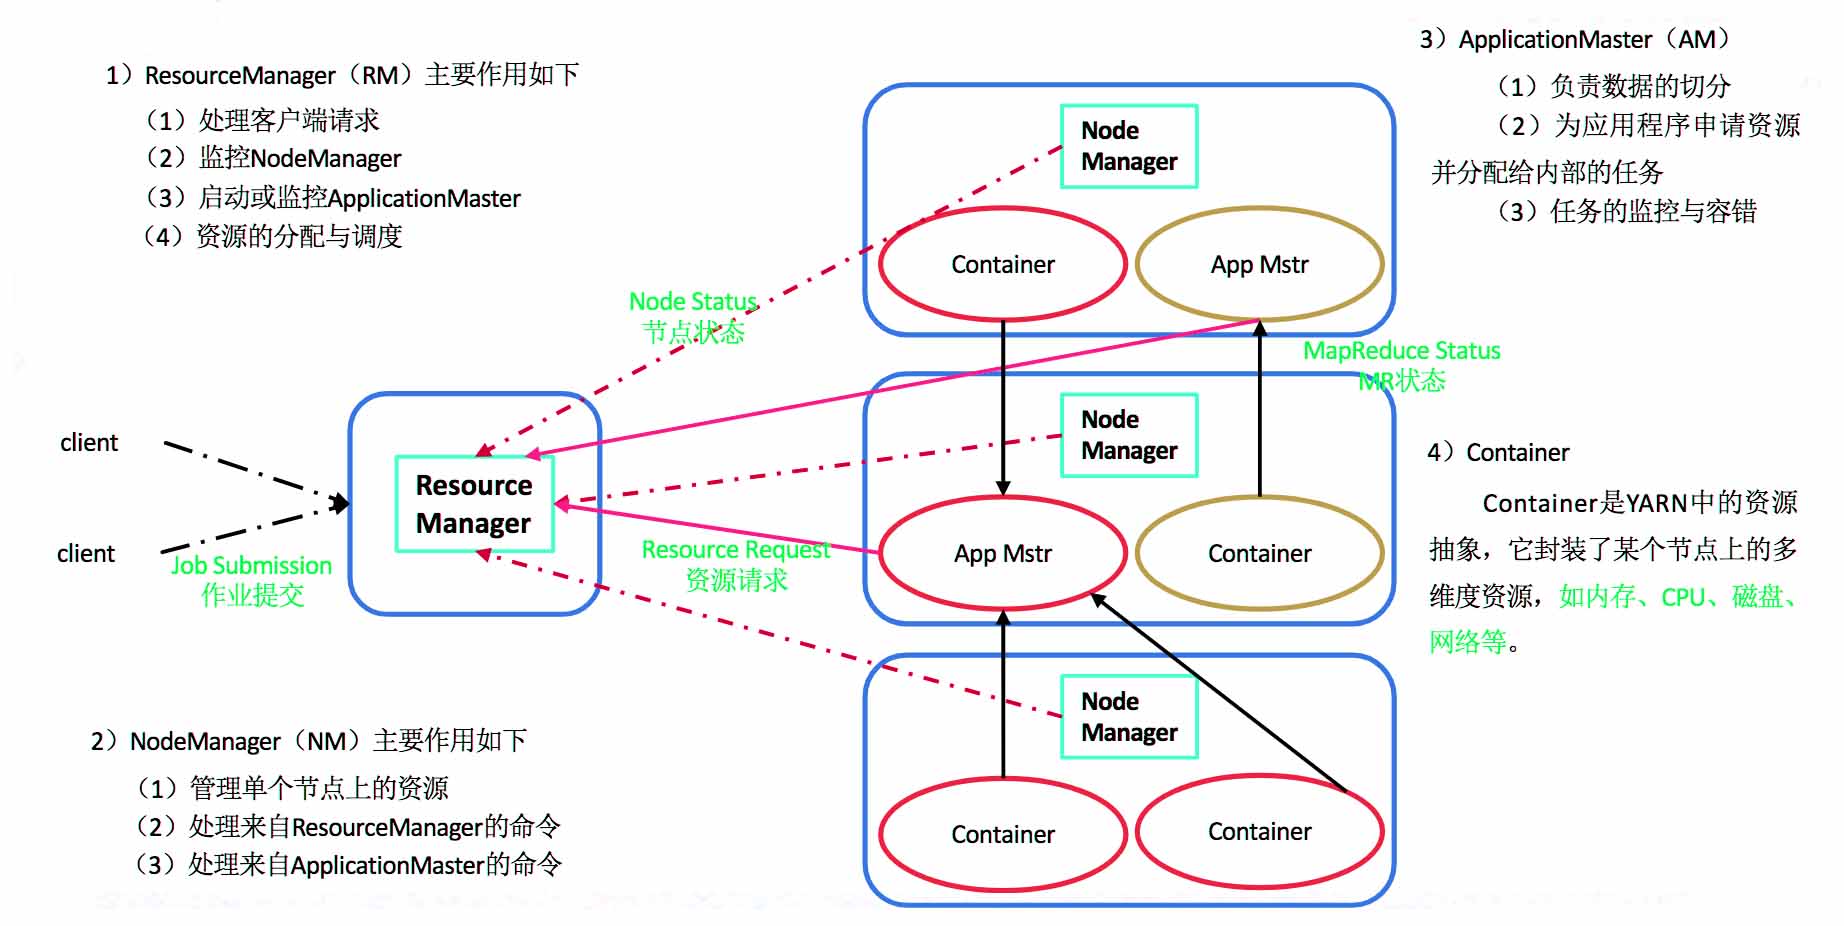 1）ResourceManager（RM）主要作用如下
（1）处理客户端请求
（2）监控NodeManager
（3）启动或监控ApplicationMaster
（4）资源的分配与调度
3）ApplicationMaster（AM）
（1）负责数据的切分
（2）为应用程序申请资源
并分配给内部的任务
（3）任务的监控与容错
Node
Manager
Container
App Mstr
Node Status
节点状态
MapReduce Status
MR状态
client
client
Job Submission
作业提交
Resource
Manager
Resource Request
资源请求
Node
Manager
App Mstr
Container
4）Container
Container是YARN中的资源
抽象，它封装了某个节点上的多
维度资源，如内存、CPU、磁盘、
网络等。
Node
Manager
Container
Container
2）NodeManager（NM）主要作用如下
（1）管理单个节点上的资源
（2）处理来自ResourceManager的命令
（3）处理来自ApplicationMaster的命令